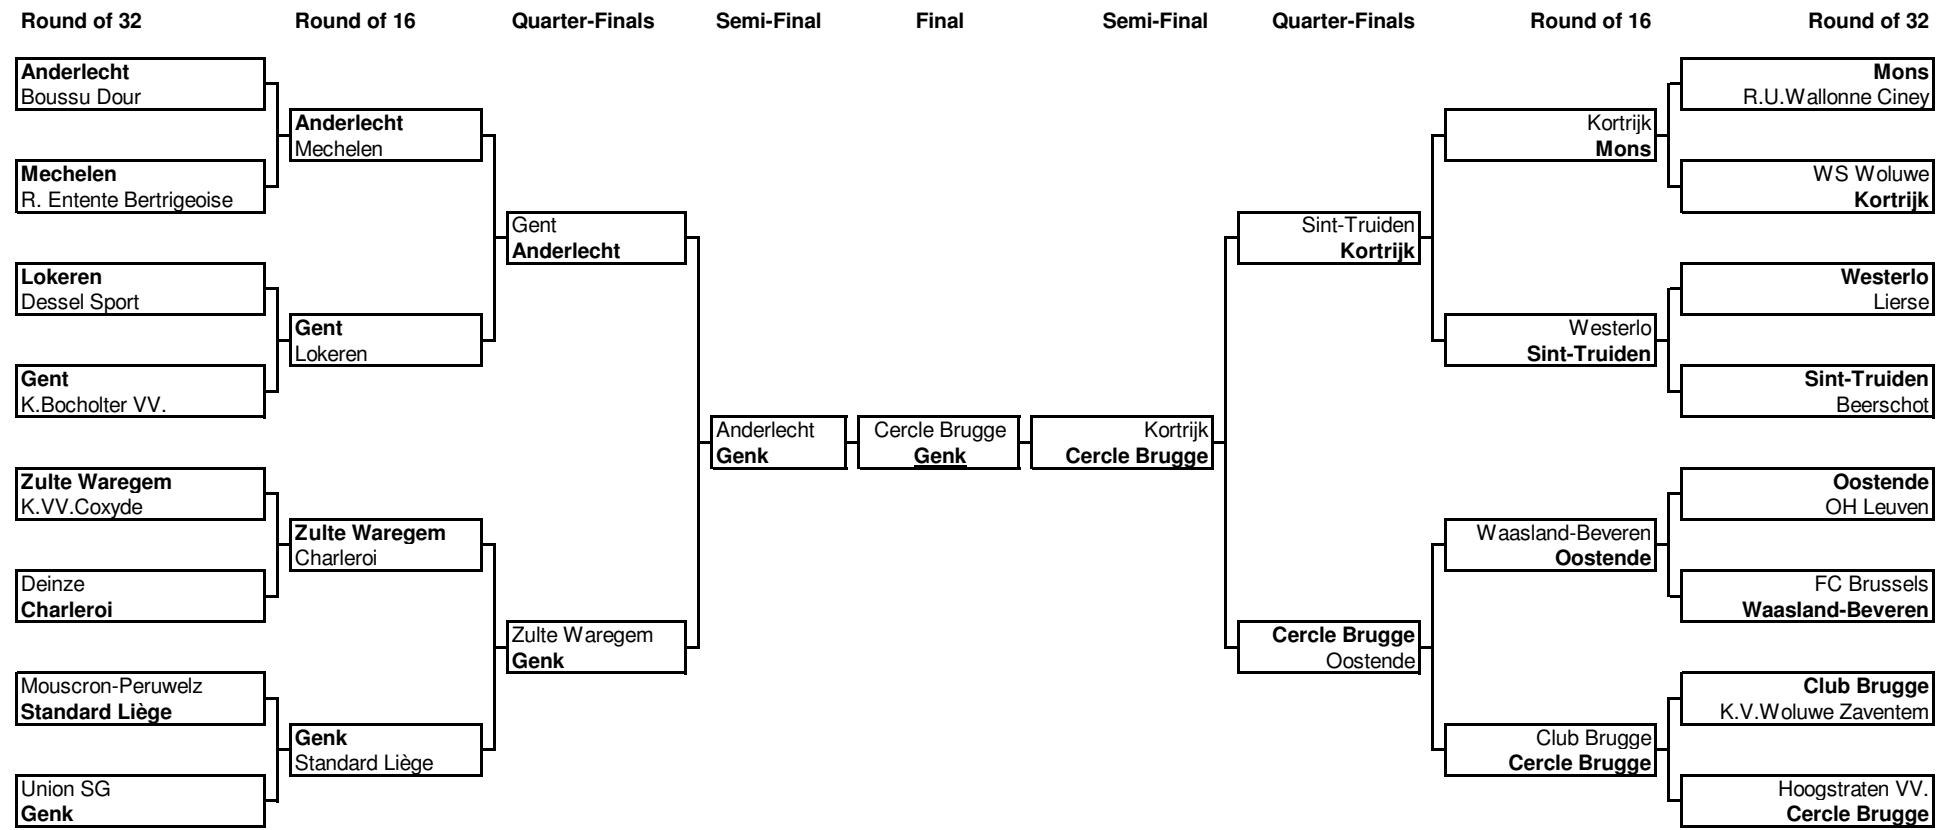 Round of 32
Round of 16
Quarter-Finals
Semi-Final
Final
Semi-Final
Quarter-Finals
Round of 16
Round of 32
Anderlecht
Boussu Dour
Mechelen
R. Entente Bertrigeoise
Lokeren
Dessel Sport
Gent
K.Bocholter VV.
Zulte Waregem
K.VV.Coxyde
Deinze
Charleroi
Mouscron-Peruwelz
Standard Liège
Union SG
Genk
Anderlecht
Mechelen
Gent
Lokeren
Zulte Waregem
Charleroi
Genk
Standard Liège
Gent
Anderlecht
Zulte Waregem
Genk
Anderlecht
Genk
Cercle Brugge
Genk
Kortrijk
Cercle Brugge
Sint-Truiden
Kortrijk
Cercle Brugge
Oostende
Kortrijk
Mons
Westerlo
Sint-Truiden
Waasland-Beveren
Oostende
Club Brugge
Cercle Brugge
Mons
R.U.Wallonne Ciney
WS Woluwe
Kortrijk
Westerlo
Lierse
Sint-Truiden
Beerschot
Oostende
OH Leuven
FC Brussels
Waasland-Beveren
Club Brugge
K.V.Woluwe Zaventem
Hoogstraten VV.
Cercle Brugge